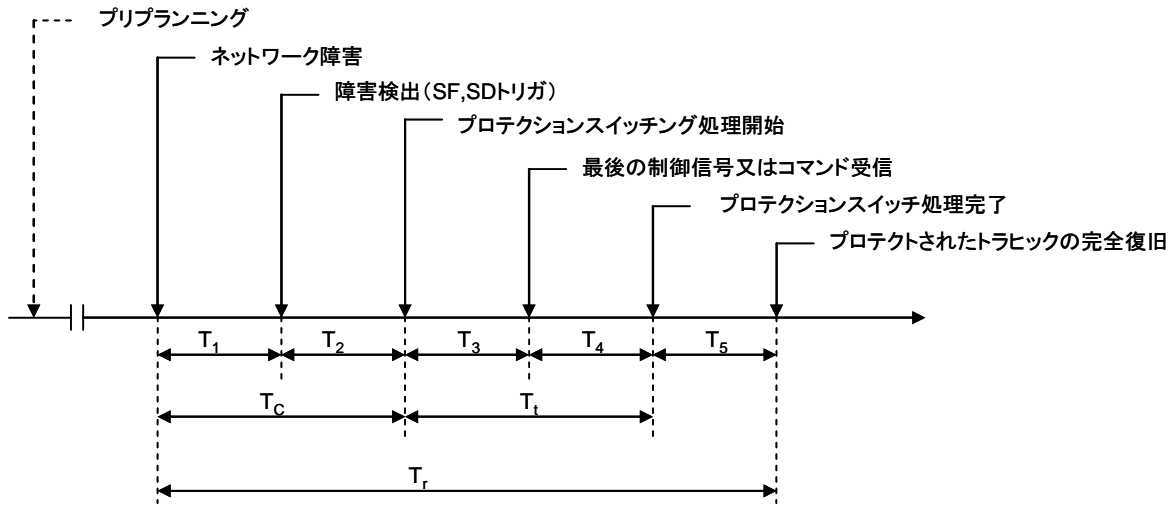 プリプランニング
ネットワーク障害
障害検出(SF,SDトリガ)
プロテクションスイッチング処理開始
最後の制御信号又はコマンド受信
プロテクションスイッチ処理完了
プロテクトされたトラヒックの完全復旧
T1 T2 T3 T4 T5
TC Tt
Tr